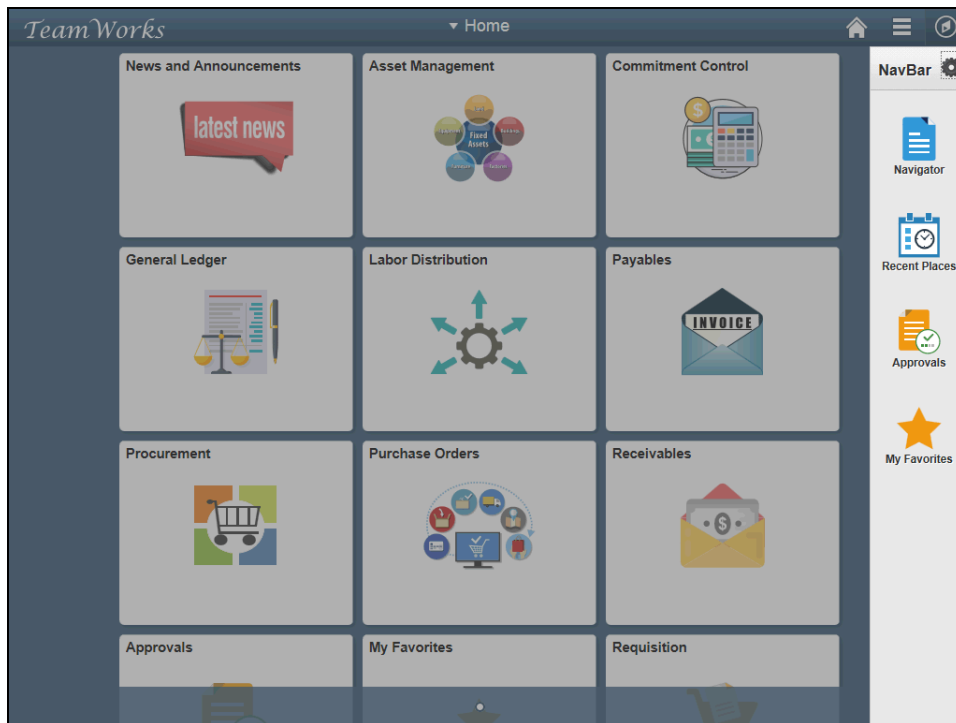 TeamWorks
Home
NavBar
News and Announcements
latest news
Asset Management
Fixed
Assets
Commitment Control
Navigator
General Ledger
Labor Distribution
Payables
INVOICE
Recent Places
Approvals
Procurement
Purchase Orders
Receivables
$
My Favorites
Approvals
My Favorites
Requisition